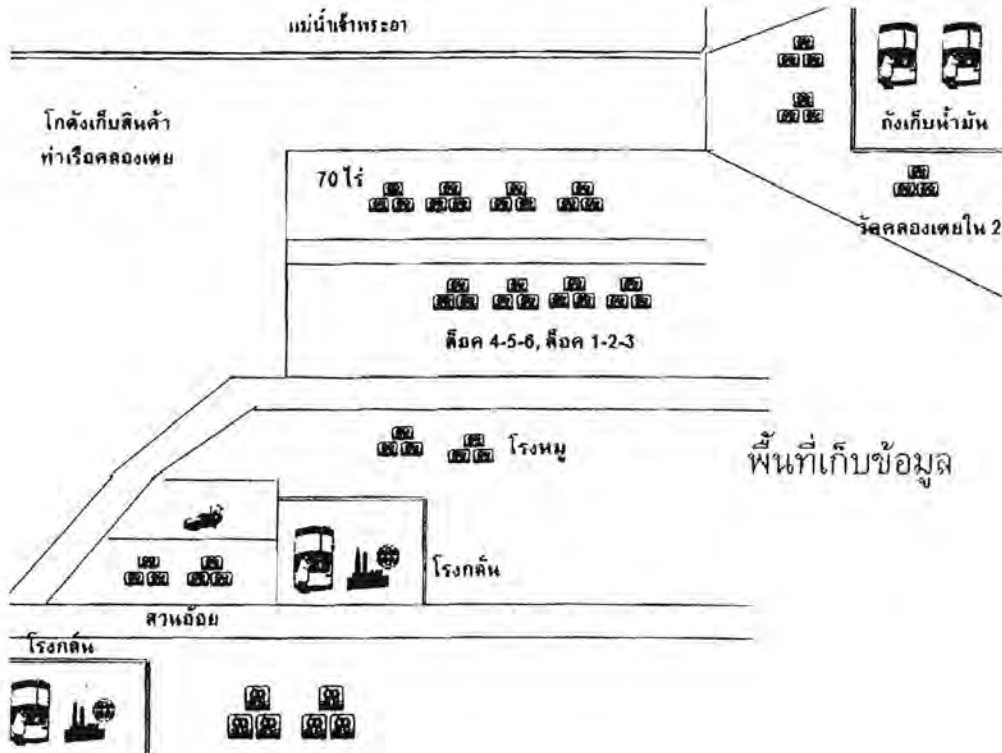 แม่น้ำเจ้าพระยา
โกดังเก็บสินค้า
ท่าเรือคลองเตย
ถังเก็บน้ำมัน
70 ไร่
วัดคลองเตยใน 2
ล็อค 4-5-6, ล็อค 1-2-3
โรงหมู
พื้นที่เก็บข้อมูล
โรงกลั่น
สวนอ้อย
โรงกลั่น